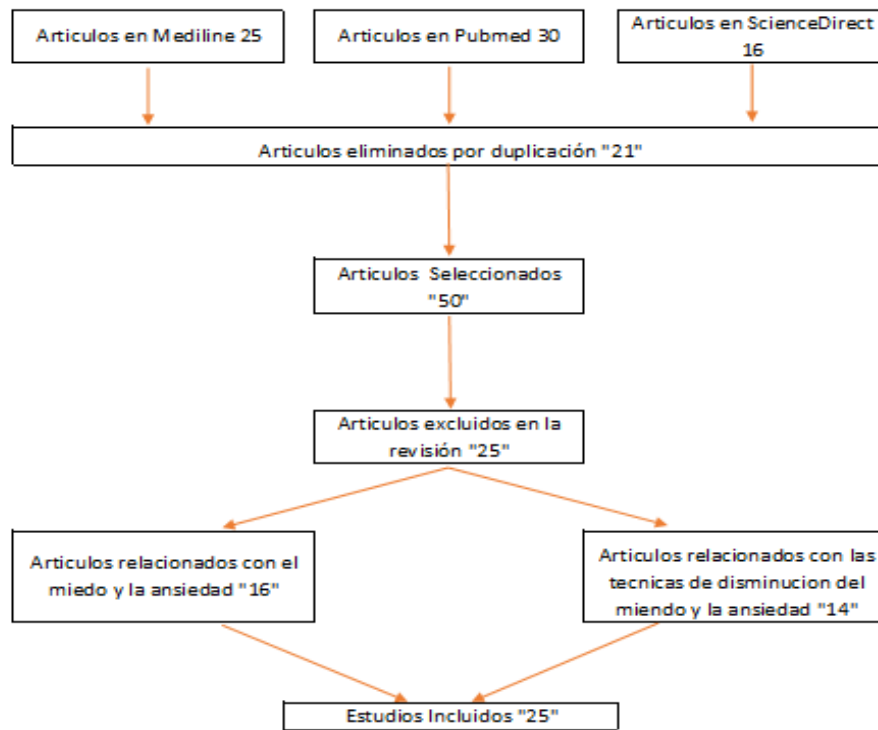 Articulos en Mediline 25
Articulos en Pubmed 30
Articulos en ScienceDirect
16
Articulos eliminados por duplicación "21"
Articulos Seleccionados
"50"
Articulos excluidos en la
revisión "25"
Articulos relacionados con el
miedo y la ansiedad "16"
Articulos relacionados con las
tecnicas de disminucion del
miendo y la ansiedad "14"
Estudios Incluidos "25"